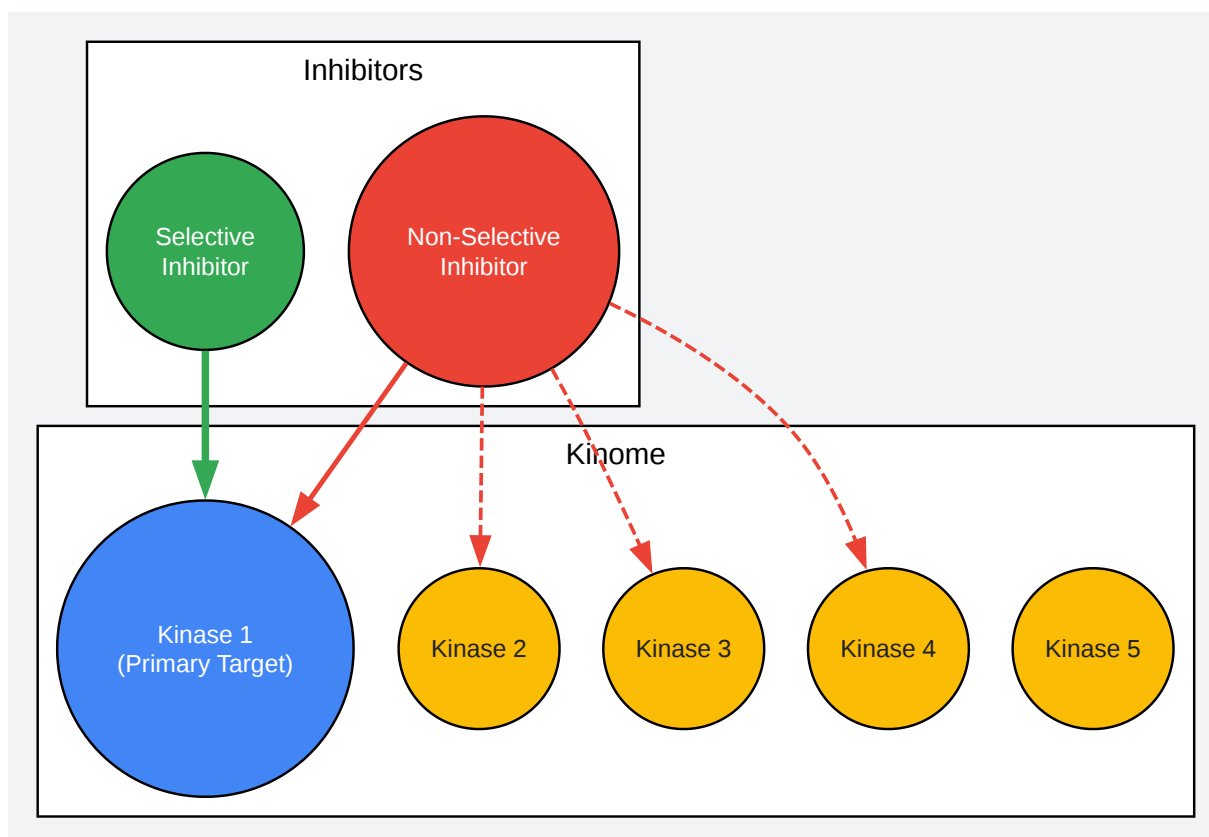 Inhibitors
Selective
Inhibitor
Non-Selective
Inhibitor
Kinome
Kinase 1
(Primary Target)
Kinase 2
Kinase 3
Kinase 4
Kinase 5